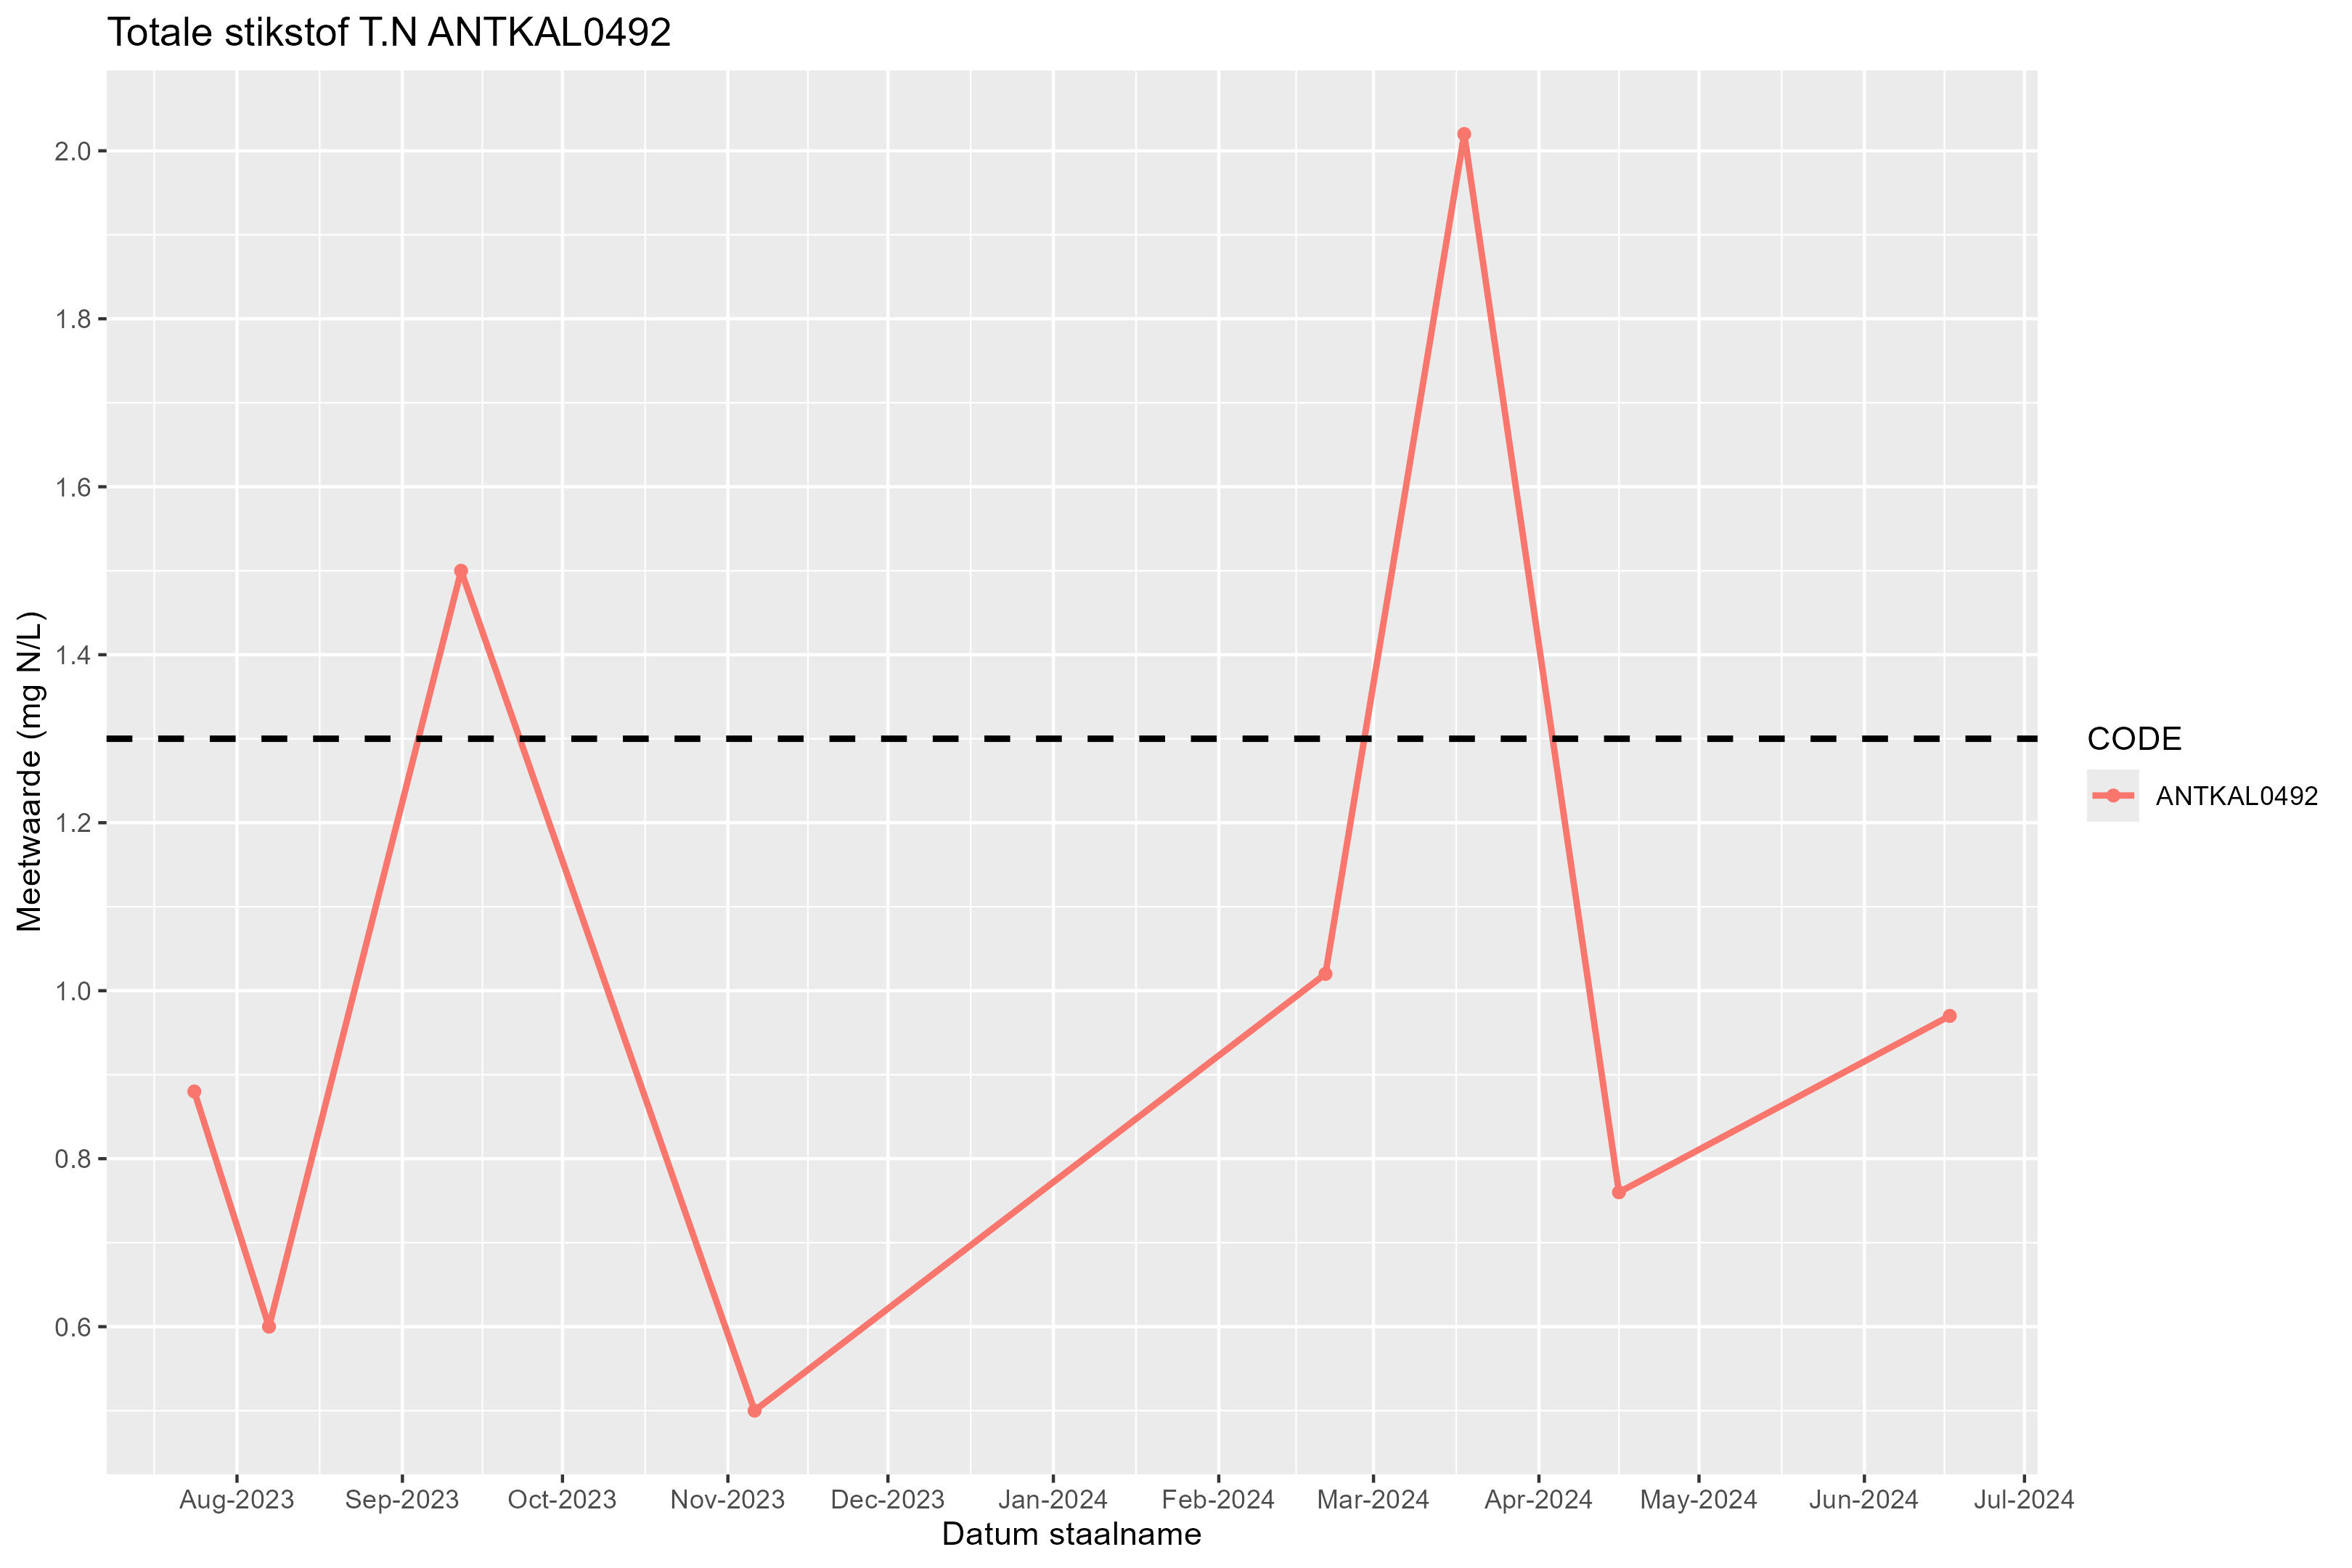 Totale stikstof T.N ANTKAL0492
Meetwaarde (mg N/L)
2.0
1.8
1.6
1.4
1.2
1.0
0.8
0.6
Aug-2023 Sep-2023 Oct-2023 Nov-2023 Dec-2023 Jan-2024 Feb-2024 Mar-2024 Apr-2024 May-2024 Jun-2024 Jul-2024
Datum staalname
CODE
ANTKAL0492